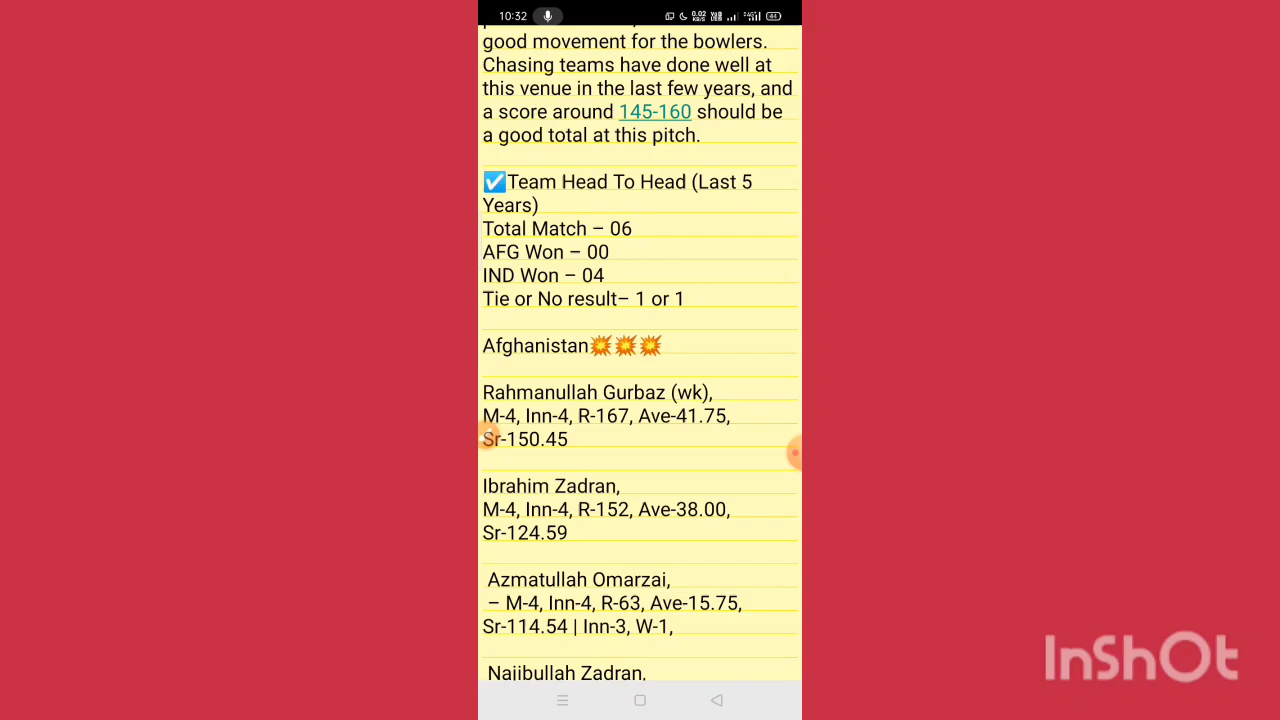 10:32
0.02
KB/S
4G+
44
good movement for the bowlers.
Chasing teams have done well at
this venue in the last few years, and
a score around 145-160 should be
a good total at this pitch.
✅Team Head To Head (Last 5
Years)
Total Match – 06
AFG Won – 00
IND Won – 04
Tie or No result– 1 or 1
Afghanistan💥💥💥
Rahmanullah Gurbaz (wk),
M-4, Inn-4, R-167, Ave-41.75,
Sr-150.45
Ibrahim Zadran,
M-4, Inn-4, R-152, Ave-38.00,
Sr-124.59
Azmatullah Omarzai,
– M-4, Inn-4, R-63, Ave-15.75,
Sr-114.54 | Inn-3, W-1,
Najibullah Zadran,
InShOt